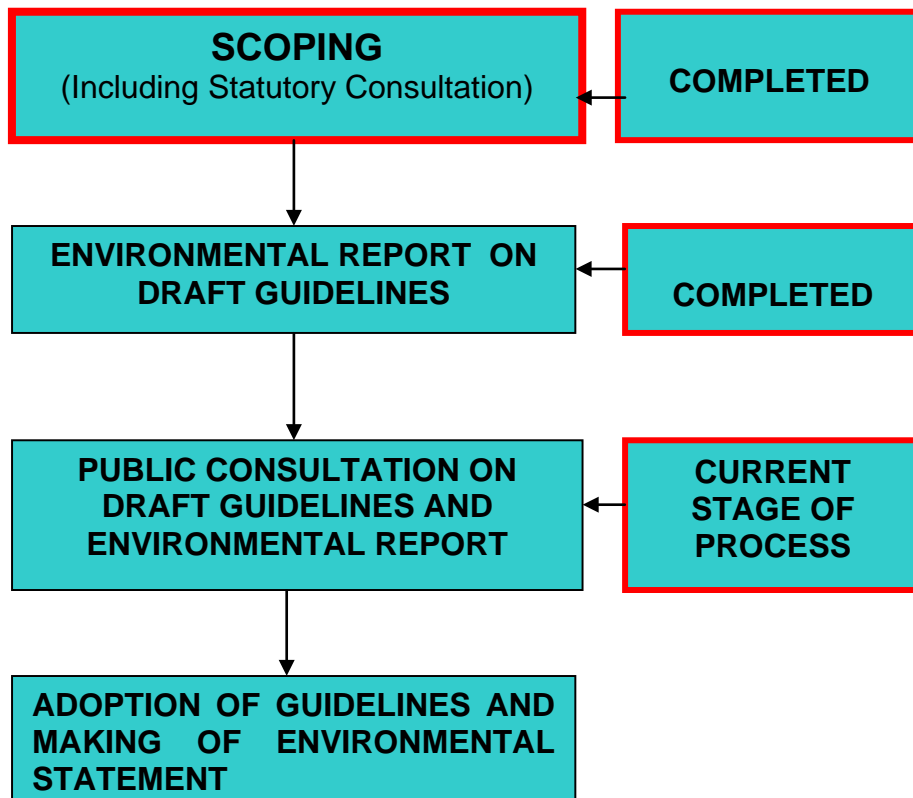 SCOPING
(Including Statutory Consultation)
COMPLETED
ENVIRONMENTAL REPORT ON
DRAFT GUIDELINES
COMPLETED
PUBLIC CONSULTATION ON
DRAFT GUIDELINES AND
ENVIRONMENTAL REPORT
CURRENT
STAGE OF
PROCESS
ADOPTION OF GUIDELINES AND
MAKING OF ENVIRONMENTAL
STATEMENT